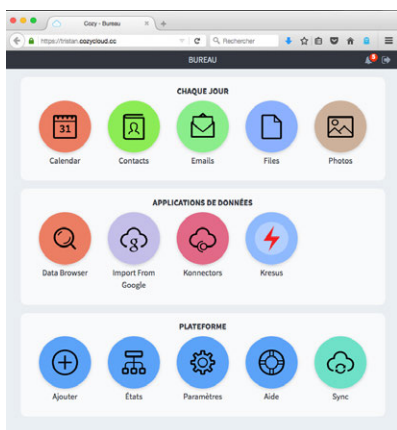 Cozy - Bureau
https://tristan.cozycloud.cc
Rechercher
BUREAU
CHAQUE JOUR
31
Calendar
Contacts
Emails
Files
Photos
APPLICATIONS DE DONNÉES
g
Data Browser
Import From
Google
Konnectors
Kresus
PLATEFORME
Ajouter
États
Paramètres
Aide
Sync